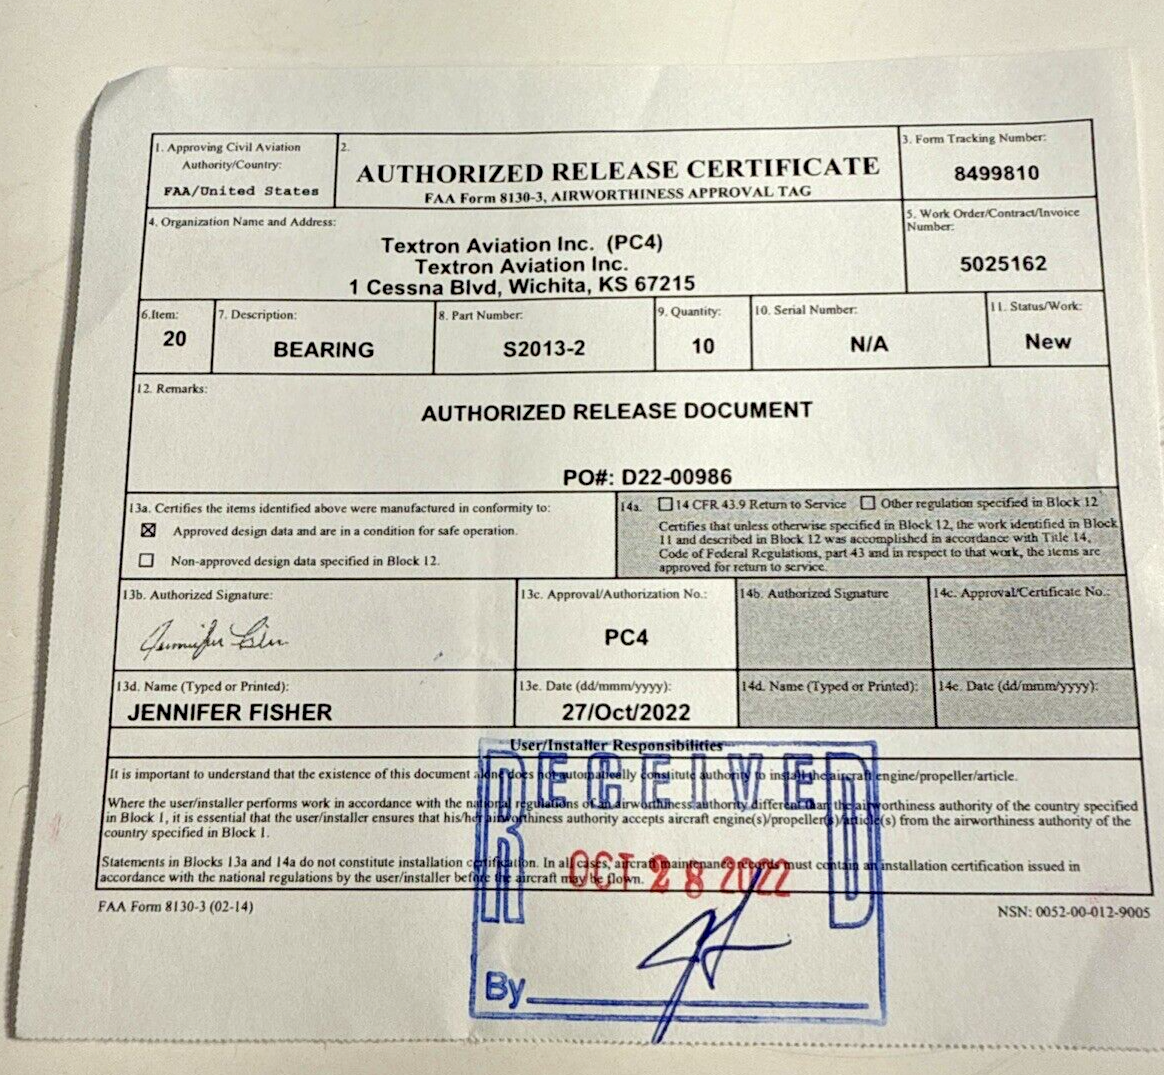 1. Approving Civil Aviation
Authority/Country:
FAA/United States
2.
AUTHORIZED RELEASE CERTIFICATE
FAA Form 8130-3, AIRWORTHINESS APPROVAL TAG
3. Form Tracking Number:
8499810
4. Organization Name and Address:
Textron Aviation Inc. (PC4)
Textron Aviation Inc.
1 Cessna Blvd, Wichita, KS 67215
5. Work Order/Contract/Invoice
Number:
5025162
6.Item:
20
7. Description:
BEARING
8. Part Number:
S2013-2
9. Quantity:
10
10. Serial Number:
N/A
11. Status/Work:
New
12. Remarks:
AUTHORIZED RELEASE DOCUMENT
PO#: D22-00986
13a. Certifies the items identified above were manufactured in conformity to:
Approved design data and are in a condition for safe operation.
Non-approved design data specified in Block 12.
14a. 14 CFR 43.9 Return to Service Other regulation specified in Block 12
Certifies that unless otherwise specified in Block 12, the work identified in Block
11 and described in Block 12 was accomplished in accordance with Title 14,
Code of Federal Regulations, part 43 and in respect to that work, the items are
approved for return to service.
13b. Authorized Signature:
13c. Approval/Authorization No.:
PC4
14b. Authorized Signature
14c. Approval/Certificate No.:
13d. Name (Typed or Printed):
JENNIFER FISHER
13e. Date (dd/mmm/yyyy):
27/Oct/2022
14d. Name (Typed or Printed):
14e. Date (dd/mmm/yyyy):
User/Installer Responsibilities
It is important to understand that the existence of this document alone does not automatically constitute authority to install the aircraft engine/propeller/article.
Where the user/installer performs work in accordance with the national regulations of an airworthiness authority different than the airworthiness authority of the country specified
in Block 1, it is essential that the user/installer ensures that his/her airworthiness authority accepts aircraft engine(s)/propeller(s)/article(s) from the airworthiness authority of the
country specified in Block 1.
Statements in Blocks 13a and 14a do not constitute installation certification. In all cases, aircraft maintenance records must contain an installation certification issued in
accordance with the national regulations by the user/installer before the aircraft may be flown.
RECEIVED
OCT 28 2022
R D
By
FAA Form 8130-3 (02-14)
NSN: 0052-00-012-9005